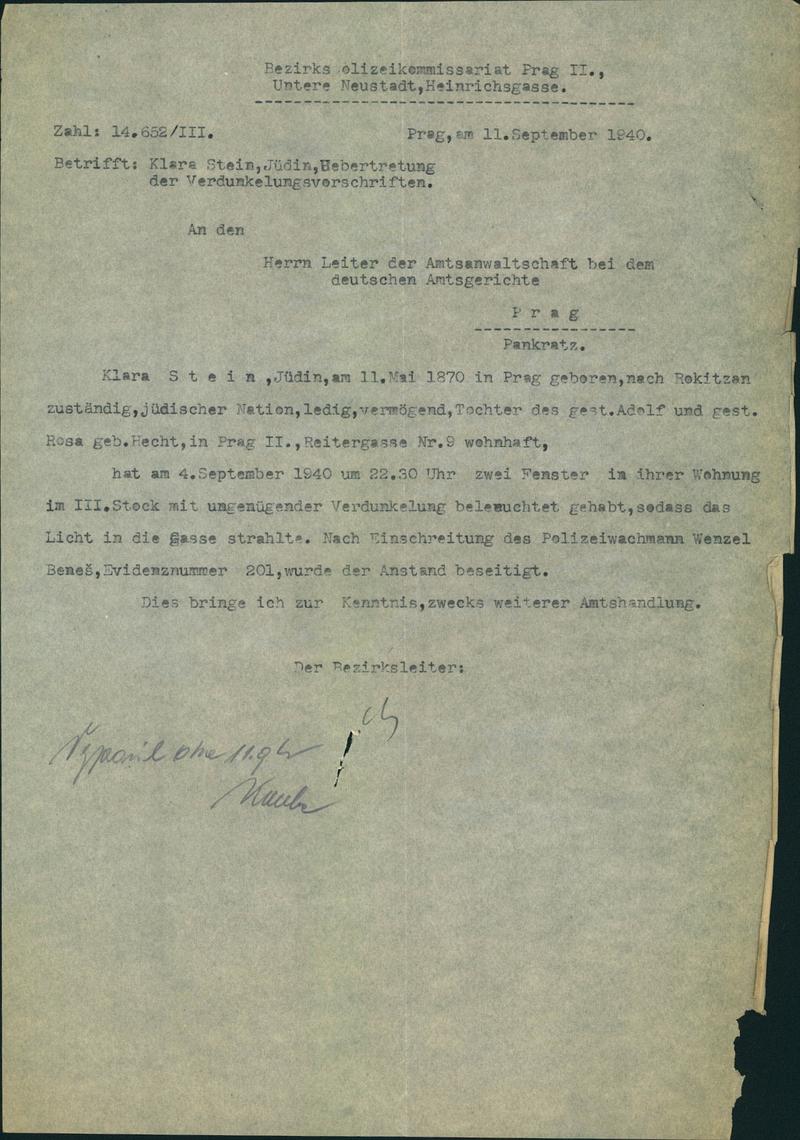 Bezirks olizeikommissariat Prag II.,
Untere Neustadt,Heinrichsgasse.
Zahl: 14.652/III. Prag,am 11.September 1940.
Betrifft: Klara Stein,Jüdin,Uebertretung
der Verdunkelungsvorschriften.
An den
Herrn Leiter der Amtsanwaltschaft bei dem
deutschen Amtsgerichte
P r a g
Pankratz.
Klara S t e i n ,Jüdin,am 11.Mai 1870 in Prag geboren,nach Rokitzan
zuständig,jüdischer Nation,ledig,vermögend,Tochter des gest.Adolf und gest.
Rosa geb.Hecht,in Prag II.,Reitergasse Nr.9 wohnhaft,
hat am 4.September 1940 um 22.30 Uhr zwei Fenster in ihrer Wohnung
im III.Stock mit ungenügender Verdunkelung beleuchtet gehabt,sodass das
Licht in die Gasse strahlte. Nach Einschreitung des Polizeiwachmann Wenzel
Beneš,Evidenznummer 201,wurde der Anstand beseitigt.
Dies bringe ich zur Kenntnis,zwecks weiterer Amtshandlung.
Der Bezirksleiter: